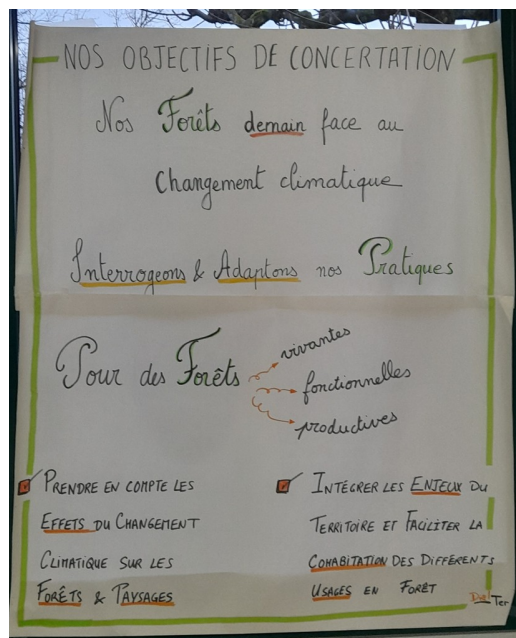 NOS OBJECTIFS DE CONCERTATION
Nos Forêts demain face au
Changement climatique
Interrogeons & Adaptons nos Pratiques
Pour des Forêts
vivantes
fonctionnelles
productives
PRENDRE EN COMPTE LES
EFFETS DU CHANGEMENT
CLIMATIQUE SUR LES
FORÊTS & PAYSAGES
INTÉGRER LES ENJEUX DU
TERRITOIRE ET FACILITER LA
COHABITATION DES DIFFÉRENTS
USAGES EN FORÊT